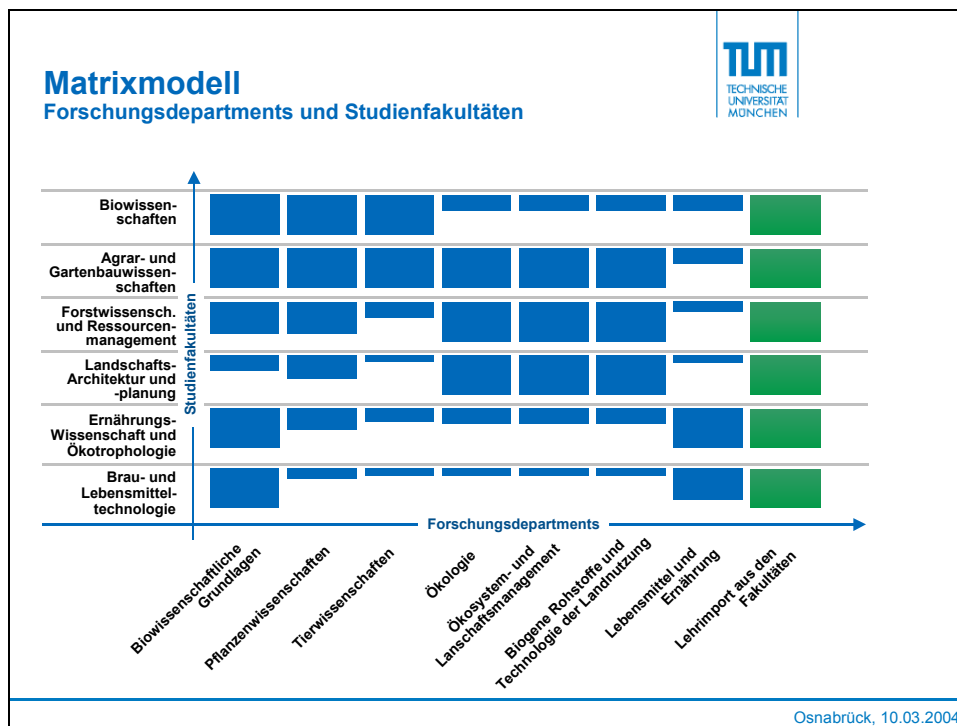 TUM
TECHNISCHE
UNIVERSITÄT
MÜNCHEN
Matrixmodell
Forschungsdepartments und Studienfakultäten
Biowissen-
schaften
Agrar- und
Gartenbauwissen-
schaften
Forstwissensch.
und Ressourcen-
management
Landschafts-
Architektur und
-planung
Ernährungs-
Wissenschaft und
Ökotrophologie
Brau- und
Lebensmittel-
technologie
Studienfakultäten
Forschungsdepartments
Biowissenschaftliche
Grundlagen
Pflanzenwissenschaften
Tierwissenschaften
Ökologie
Ökosystem- und
Lanschaftsmanagement
Biogene Rohstoffe und
Technologie der Landnutzung
Lebensmittel und
Ernährung
Lehrimport aus den
Fakultäten
Osnabrück, 10.03.2004